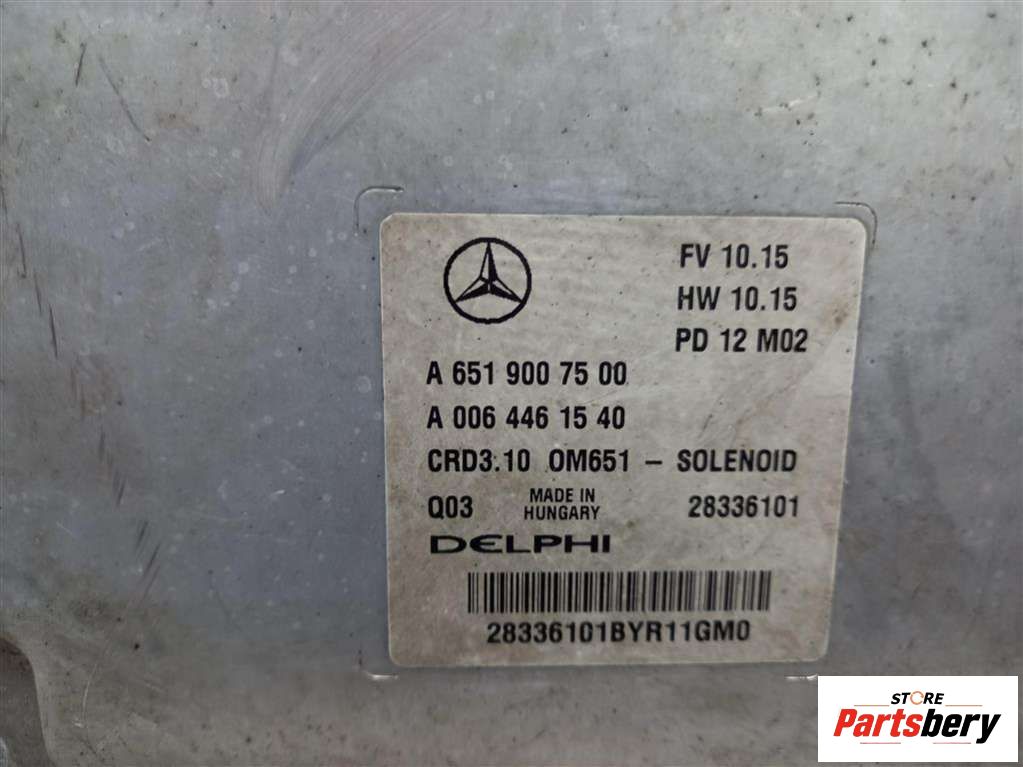 FV 10.15
HW 10.15
PD 12 M02
A 651 900 75 00
A 006 446 15 40
CRD3.10 OM651 – SOLENOID
Q03 MADE IN HUNGARY 28336101
DELPHI
28336101BYR11GM0
STORE
Partsbery